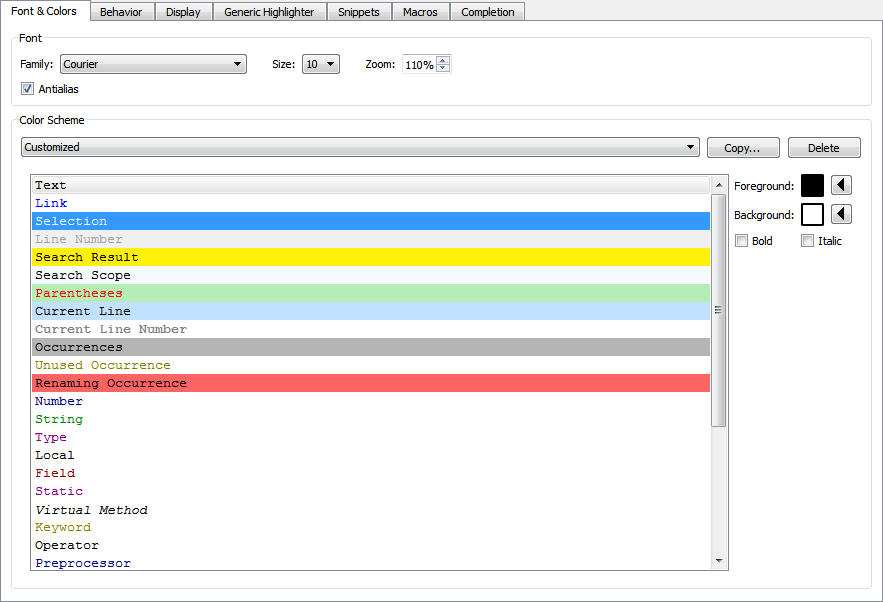 Font & Colors Behavior Display Generic Highlighter Snippets Macros Completion
Font
Family: Courier Size: 10 Zoom: 110%
Antialias
Color Scheme
Customized Copy... Delete
Text
Foreground:
Link
Selection
Background:
Line Number
Bold Italic
Search Result
Search Scope
Parentheses
Current Line
Current Line Number
Occurrences
Unused Occurrence
Renaming Occurrence
Number
String
Type
Local
Field
Static
Virtual Method
Keyword
Operator
Preprocessor